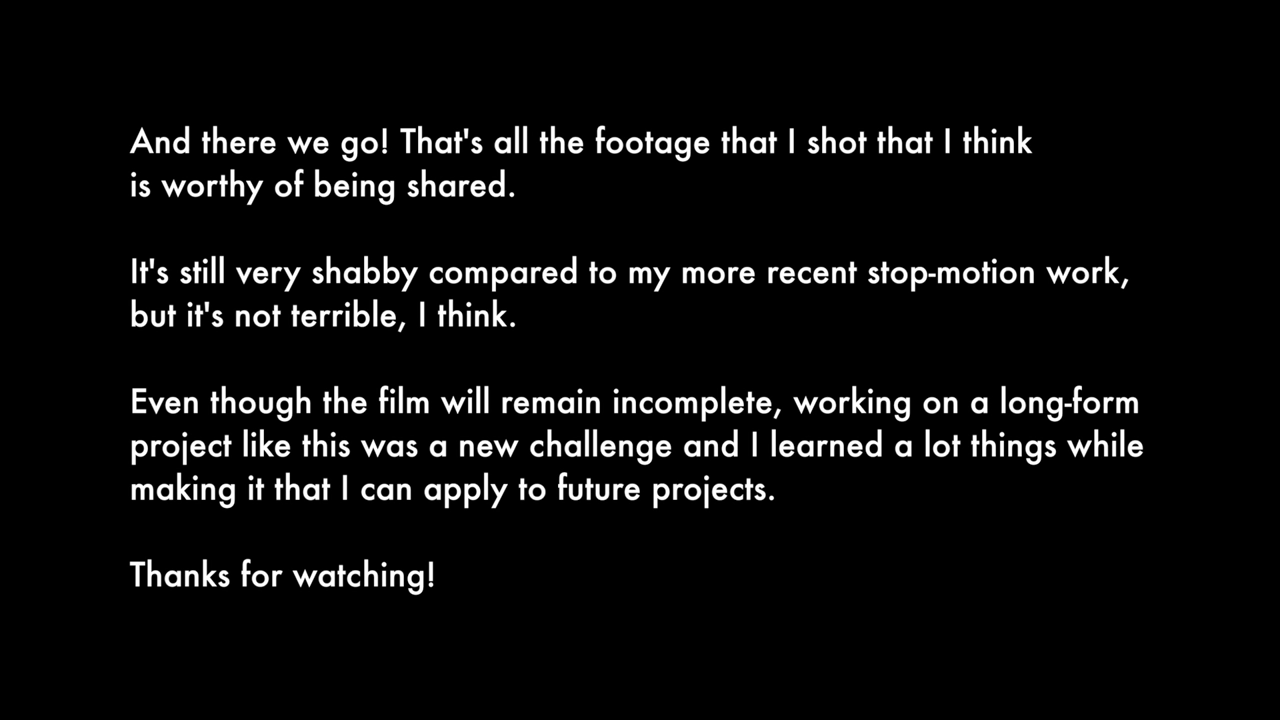 And there we go! That's all the footage that I shot that I think
is worthy of being shared.
It's still very shabby compared to my more recent stop-motion work,
but it's not terrible, I think.
Even though the film will remain incomplete, working on a long-form
project like this was a new challenge and I learned a lot things while
making it that I can apply to future projects.
Thanks for watching!